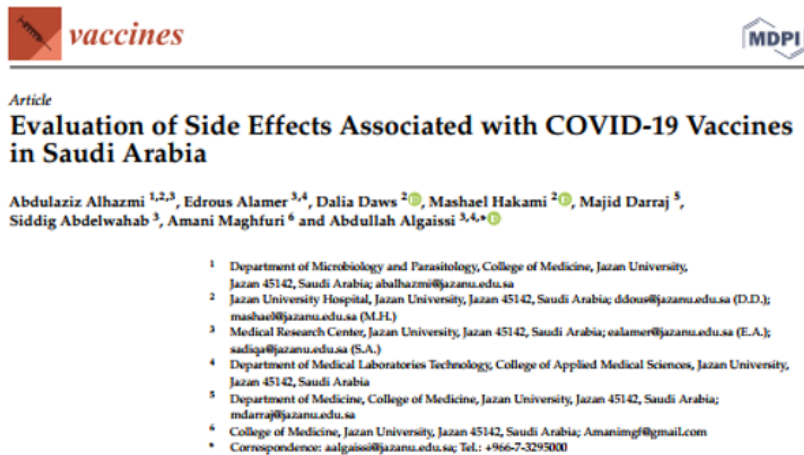 vaccines
MDPI
Article
Evaluation of Side Effects Associated with COVID-19 Vaccines
in Saudi Arabia
Abdulaziz Alhazmi 1,2,3, Edrous Alamer 3,4, Dalia Daws 2, Mashael Hakami 2, Majid Darraj 5,
Siddig Abdelwahab 3, Amani Maghfuri 6 and Abdullah Algaissi 3,4,*
1 Department of Microbiology and Parasitology, College of Medicine, Jazan University,
Jazan 45142, Saudi Arabia; abalhazmi@jazanu.edu.sa
2 Jazan University Hospital, Jazan University, Jazan 45142, Saudi Arabia; ddous@jazanu.edu.sa (D.D.);
mashael@jazanu.edu.sa (M.H.)
3 Medical Research Center, Jazan University, Jazan 45142, Saudi Arabia; ealamer@jazanu.edu.sa (E.A.);
sadiqa@jazanu.edu.sa (S.A.)
4 Department of Medical Laboratories Technology, College of Applied Medical Sciences, Jazan University,
Jazan 45142, Saudi Arabia
5 Department of Medicine, College of Medicine, Jazan University, Jazan 45142, Saudi Arabia;
mdarraj@jazanu.edu.sa
6 College of Medicine, Jazan University, Jazan 45142, Saudi Arabia; Amanimgf@gmail.com
* Correspondence: aalgaissi@jazanu.edu.sa; Tel.: +966-7-3295000